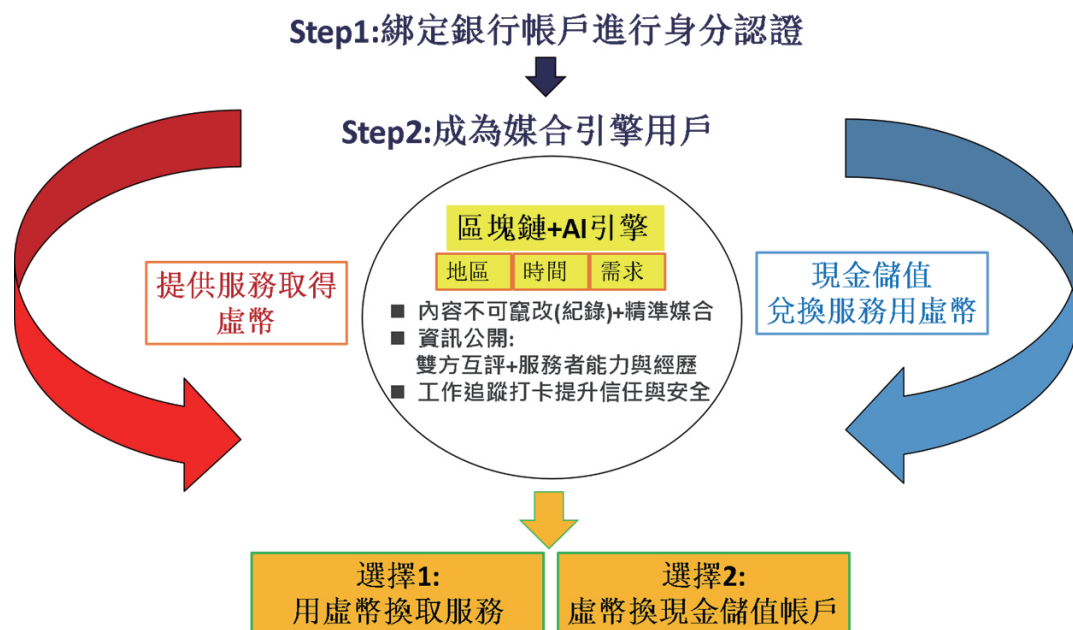 Step1:綁定銀行帳戶進行身分認證
Step2:成為媒合引擎用戶
區塊鏈+AI引擎
地區 時間 需求
■ 內容不可竄改(紀錄)+精準媒合
■ 資訊公開:
雙方互評+服務者能力與經歷
■ 工作追蹤打卡提升信任與安全
提供服務取得
虛幣
現金儲值
兌換服務用虛幣
選擇1:
用虛幣換取服務
選擇2:
虛幣換現金儲值帳戶